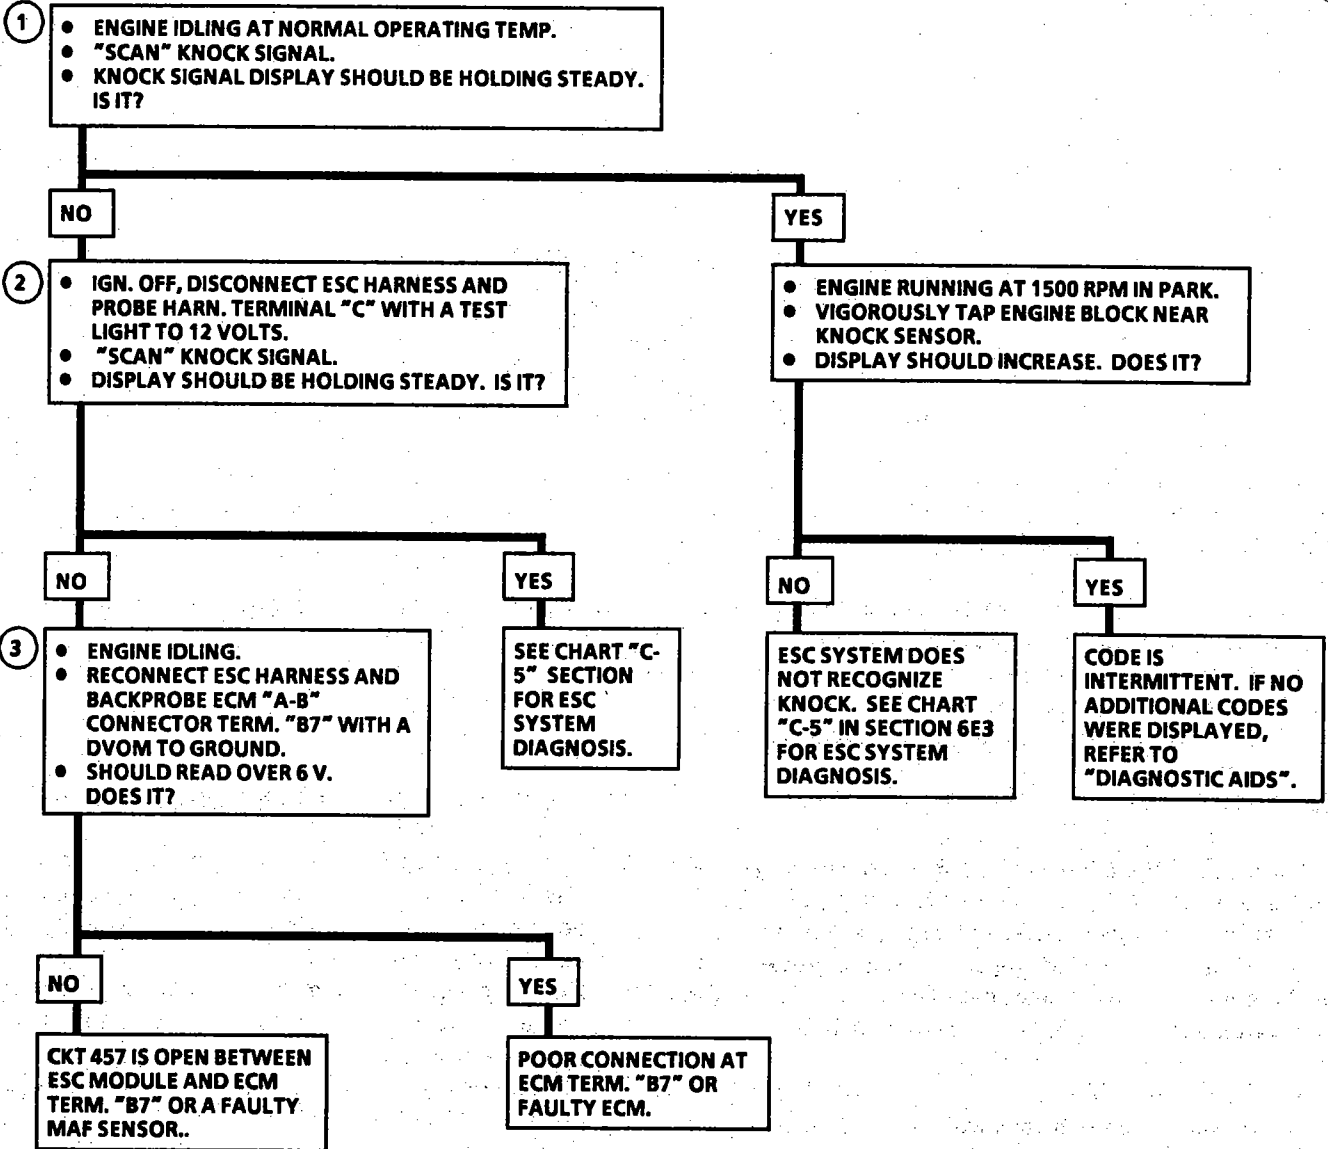 1
● ENGINE IDLING AT NORMAL OPERATING TEMP.
● "SCAN" KNOCK SIGNAL.
● KNOCK SIGNAL DISPLAY SHOULD BE HOLDING STEADY.
IS IT?
NO
YES
2
● IGN. OFF, DISCONNECT ESC HARNESS AND
PROBE HARN. TERMINAL "C" WITH A TEST
LIGHT TO 12 VOLTS.
● "SCAN" KNOCK SIGNAL.
● DISPLAY SHOULD BE HOLDING STEADY. IS IT?
● ENGINE RUNNING AT 1500 RPM IN PARK.
● VIGOROUSLY TAP ENGINE BLOCK NEAR
KNOCK SENSOR.
● DISPLAY SHOULD INCREASE. DOES IT?
NO
YES
NO
YES
3
● ENGINE IDLING.
● RECONNECT ESC HARNESS AND
BACKPROBE ECM "A-B"
CONNECTOR TERM. "B7" WITH A
DVOM TO GROUND.
● SHOULD READ OVER 6 V.
DOES IT?
SEE CHART "C-
5" SECTION
FOR ESC
SYSTEM
DIAGNOSIS.
ESC SYSTEM DOES
NOT RECOGNIZE
KNOCK. SEE CHART
"C-5" IN SECTION 6E3
FOR ESC SYSTEM
DIAGNOSIS.
CODE IS
INTERMITTENT. IF NO
ADDITIONAL CODES
WERE DISPLAYED,
REFER TO
"DIAGNOSTIC AIDS".
NO
YES
CKT 457 IS OPEN BETWEEN
ESC MODULE AND ECM
TERM. "B7" OR A FAULTY
MAF SENSOR..
POOR CONNECTION AT
ECM TERM. "B7" OR
FAULTY ECM.